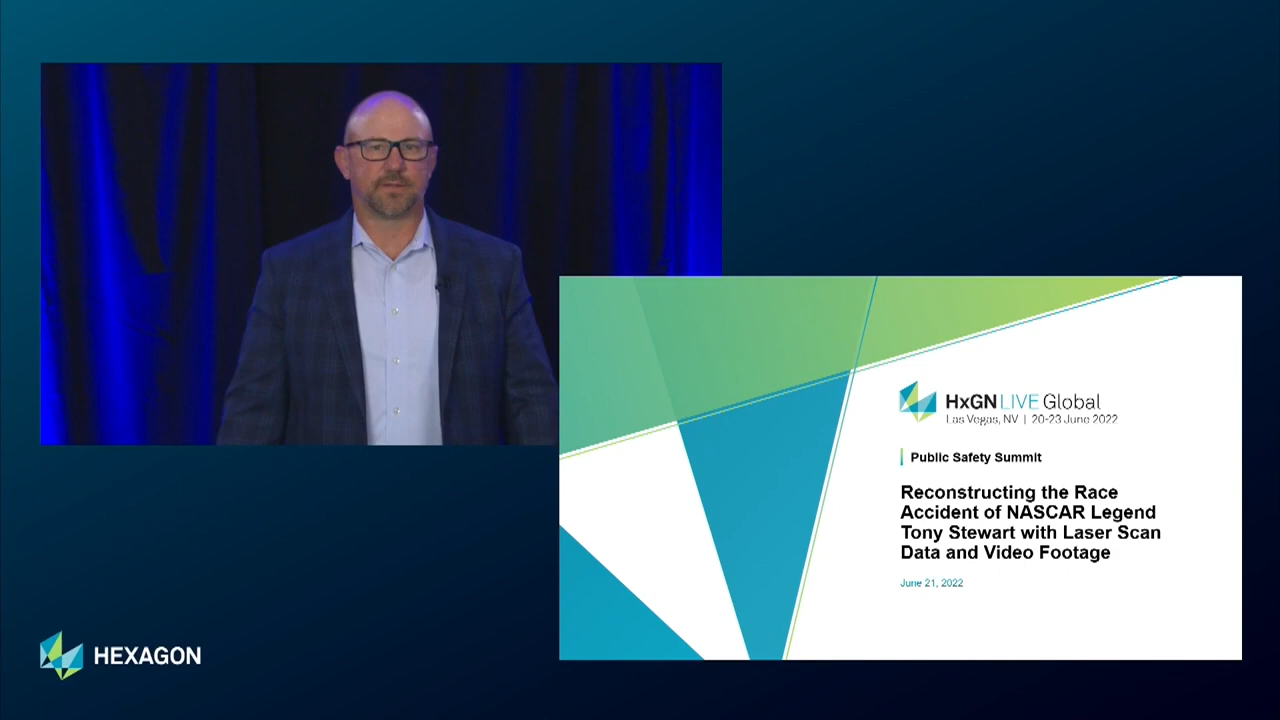 HxGN LIVE Global
Las Vegas, NV | 20-23 June 2022
Public Safety Summit
Reconstructing the Race
Accident of NASCAR Legend
Tony Stewart with Laser Scan
Data and Video Footage
June 21, 2022
HEXAGON